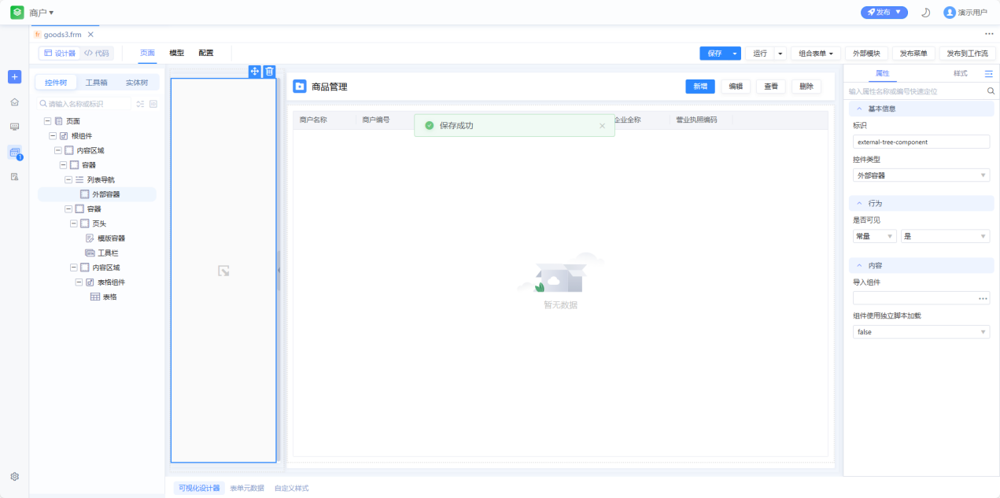 商户
发布
演示用户
fr goods3.frm
设计器
代码
页面
模型
配置
保存
运行
组合表单
外部模块
发布菜单
发布到工作流
控件树
工具箱
实体树
请输入名称或标识
页面
根组件
内容区域
容器
列表导航
外部容器
容器
页头
模版容器
工具栏
内容区域
表格组件
表格
1
商品管理
新增
编辑
查看
删除
商户名称
商户编号
企业全称
营业执照编码
保存成功
暂无数据
属性
样式
输入属性名称或编号快速定位
基本信息
标识
external-tree-component
控件类型
外部容器
行为
是否可见
常量
是
内容
导入组件
组件使用独立脚本加载
false
可视化设计器
表单元数据
自定义样式